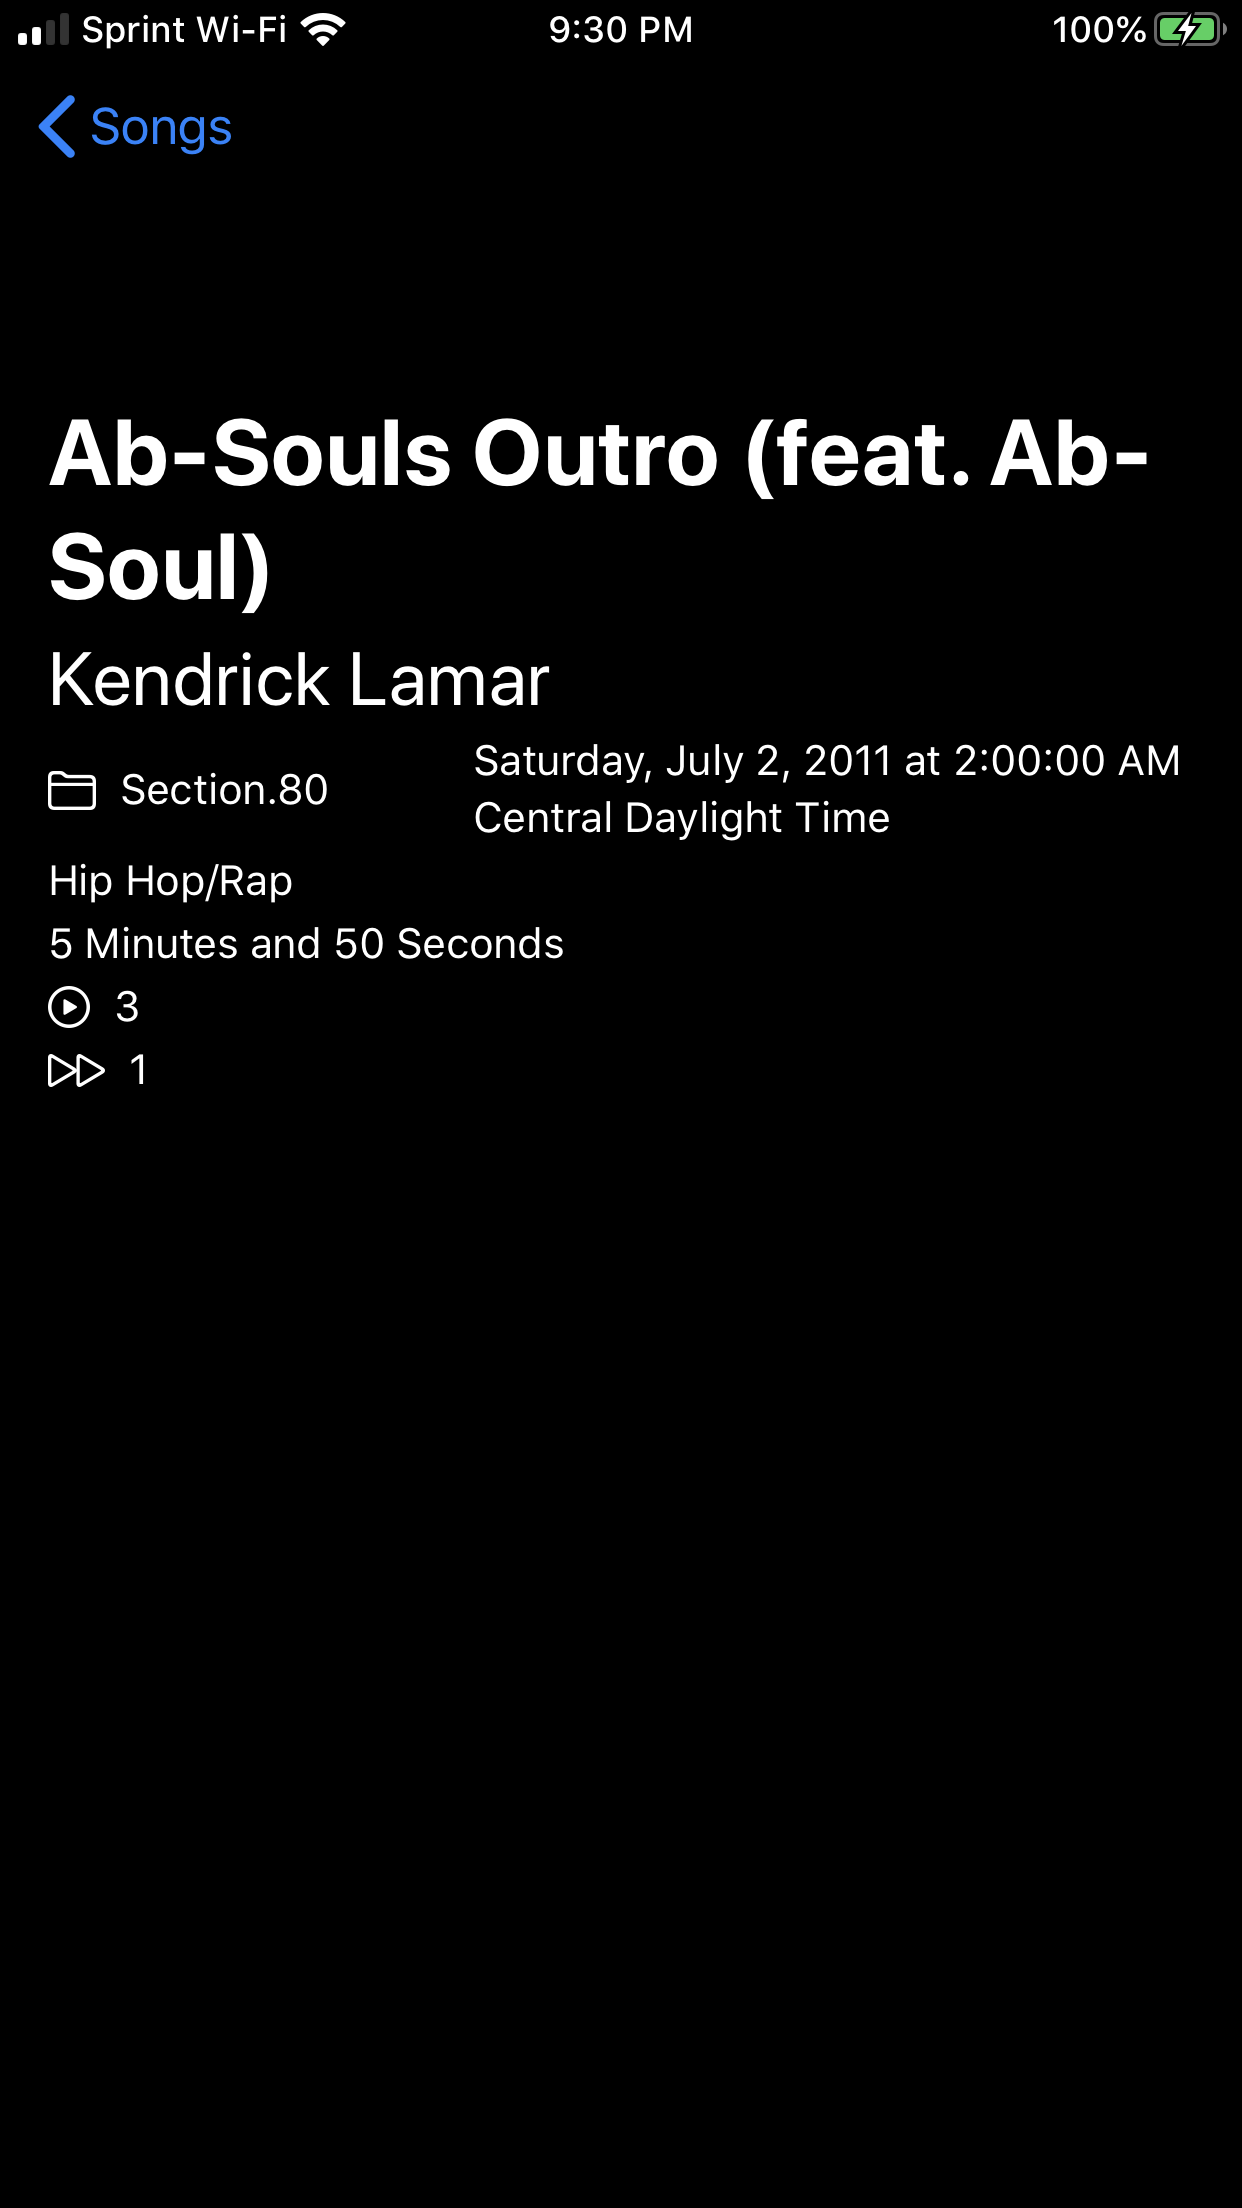 Sprint Wi-Fi 9:30 PM 100%
Songs
Ab-Souls Outro (feat. Ab-
Soul)
Kendrick Lamar
Section.80
Saturday, July 2, 2011 at 2:00:00 AM
Central Daylight Time
Hip Hop/Rap
5 Minutes and 50 Seconds
3
1